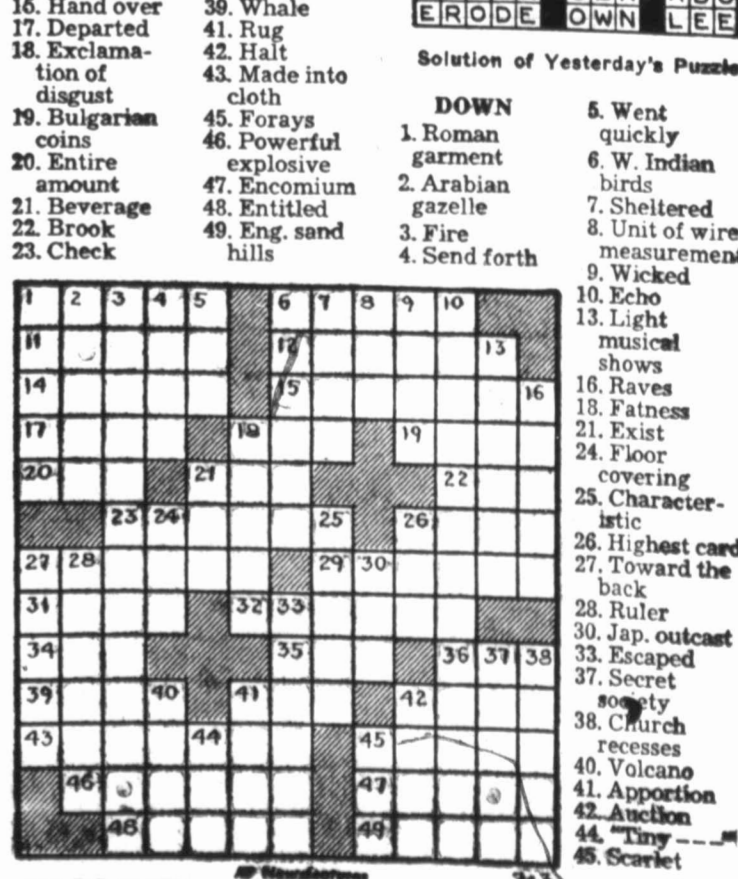 16. Hand over
17. Departed
18. Exclama-
tion of
disgust
19. Bulgarian
coins
20. Entire
amount
21. Beverage
22. Brook
23. Check
39. Whale
41. Rug
42. Halt
43. Made into
cloth
45. Forays
46. Powerful
explosive
47. Encomium
48. Entitled
49. Eng. sand
hills
ERODE OWN LEE
Solution of Yesterday's Puzzle
DOWN
1. Roman
garment
2. Arabian
gazelle
3. Fire
4. Send forth
5. Went
quickly
6. W. Indian
birds
7. Sheltered
8. Unit of wire
measurement
9. Wicked
10. Echo
13. Light
musical
shows
16. Raves
18. Fatness
21. Exist
24. Floor
covering
25. Character-
istic
26. Highest card
27. Toward the
back
28. Ruler
30. Jap. outcast
33. Escaped
37. Secret
society
38. Church
recesses
40. Volcano
41. Apportion
42. Auction
44. "Tiny ---"
45. Scarlet
1 2 3 4 5 6 7 8 9 10
11 12 13
14 15 16
17 18 19
20 21 22
23 24 25 26
27 28 29 30
31 32 33
34 35 36 37 38
39 40 41 42
43 44 45
46 47
48 49
AP Newsfeatures